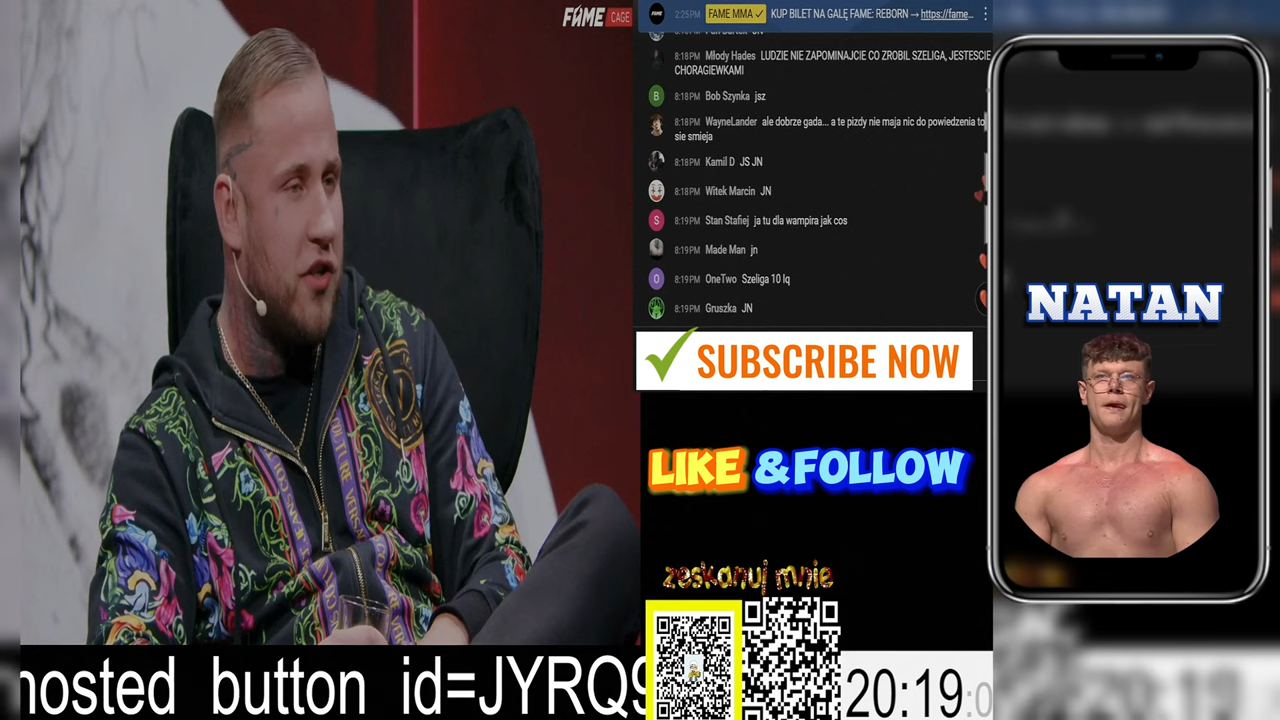 FAME CAGE
FAME 2:25PM FAME MMA ✓ KUP BILET NA GALĘ FAME: REBORN → https://fame...
8:18PM Młody Hades LUDZIE NIE ZAPOMINAJCIE CO ZROBIL SZELIGA, JESTESCIE
CHORAGIEWKAMI
B 8:18PM Bob Szynka jsz
8:18PM WayneLander ale dobrze gada... a te pizdy nie maja nic do powiedzenia to
sie smieja
8:18PM Kamil D JS JN
8:18PM Witek Marcin JN
S 8:19PM Stan Stafiej ja tu dla wampira jak cos
8:19PM Made Man jn
O 8:19PM OneTwo Szeliga 10 lq
8:19PM Gruszka JN
SUBSCRIBE NOW
LIKE & FOLLOW
zeskanuj mnie
hosted button id=JYRQ9
20:19:0
NATAN